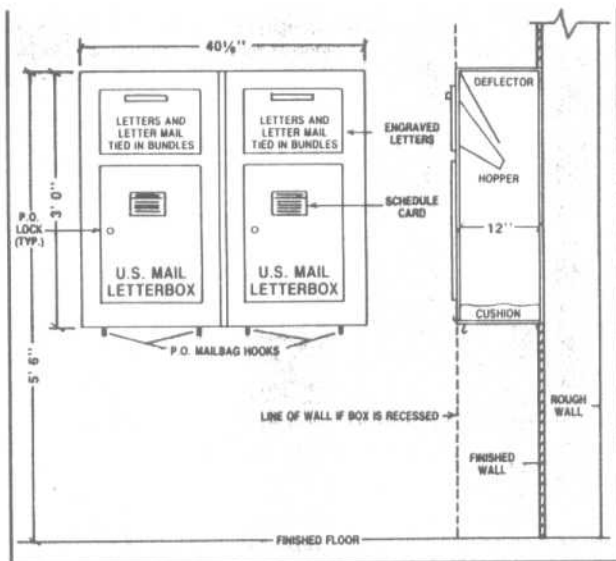 40⅛''
DEFLECTOR
LETTERS AND
LETTER MAIL
TIED IN BUNDLES
LETTERS AND
LETTER MAIL
TIED IN BUNDLES
ENGRAVED
LETTERS
HOPPER
3' 0''
P.O.
LOCK
(TYP.)
SCHEDULE
CARD
12''
U.S. MAIL
LETTERBOX
U.S. MAIL
LETTERBOX
CUSHION
P.O. MAILBAG HOOKS
5' 6''
LINE OF WALL IF BOX IS RECESSED
ROUGH
WALL
FINISHED
WALL
FINISHED FLOOR